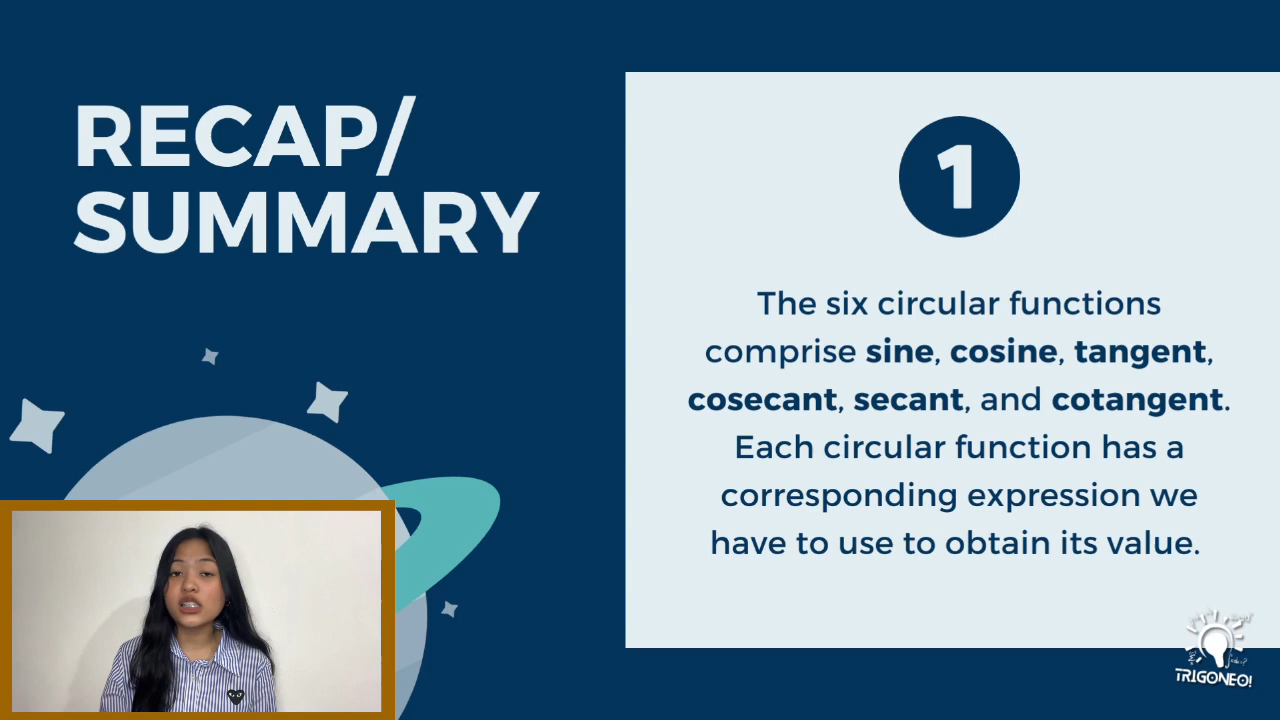 RECAP/
SUMMARY
1
The six circular functions
comprise sine, cosine, tangent,
cosecant, secant, and cotangent.
Each circular function has a
corresponding expression we
have to use to obtain its value.
TRIGONEO!